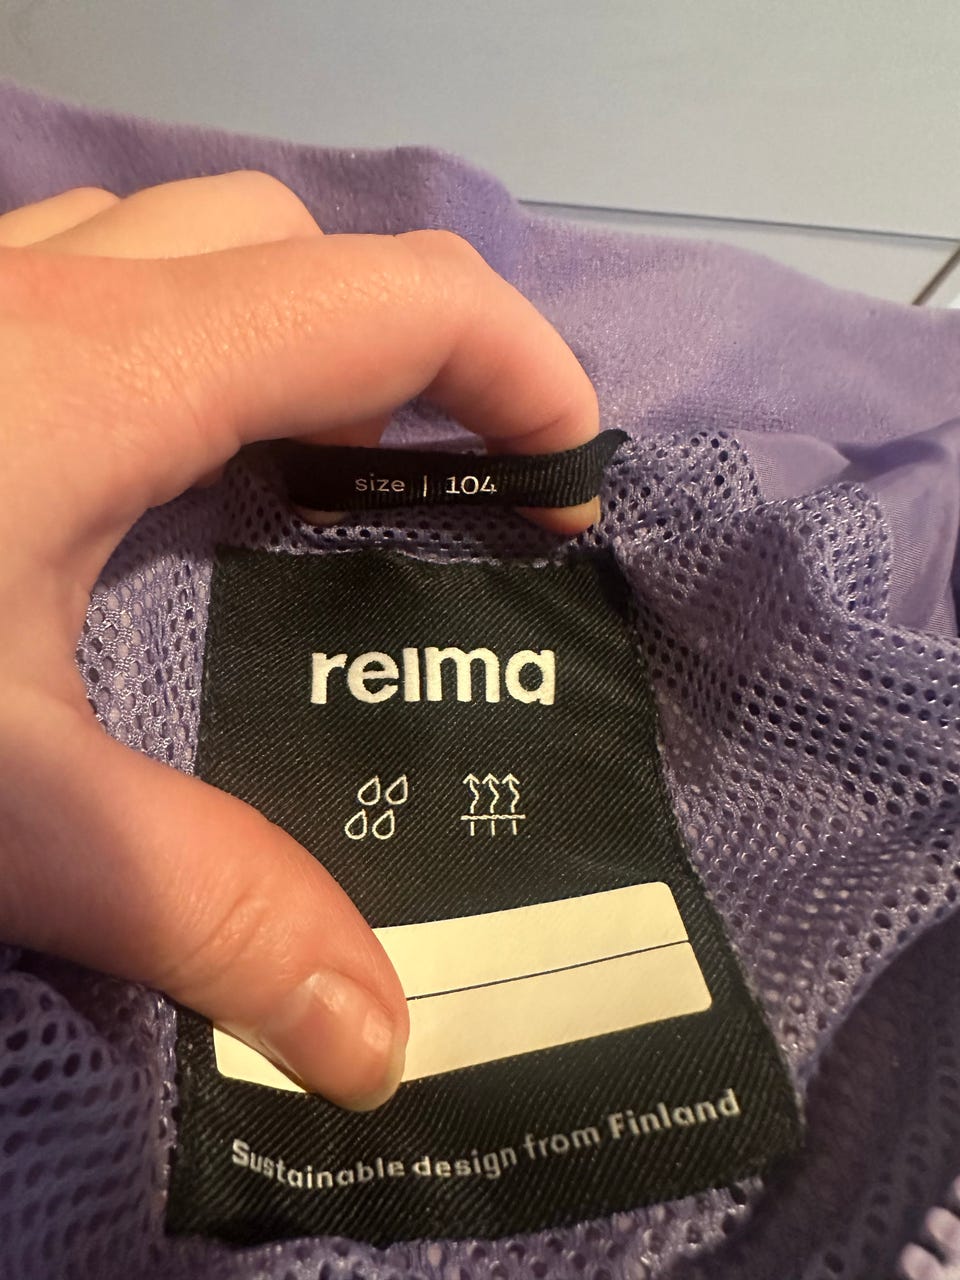 size | 104
reima
Sustainable design from Finland